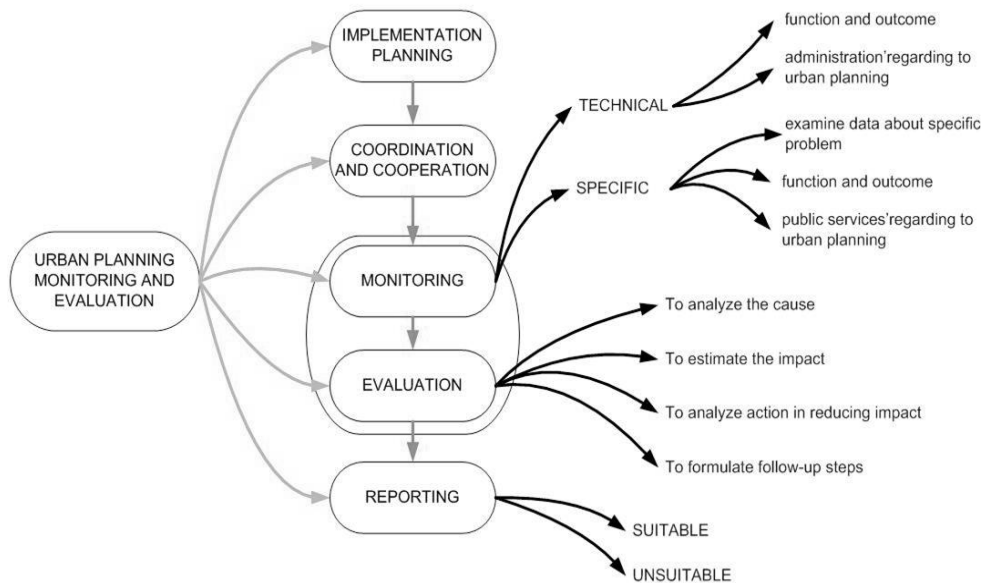 URBAN PLANNING
MONITORING AND
EVALUATION
IMPLEMENTATION
PLANNING
COORDINATION
AND COOPERATION
MONITORING
EVALUATION
REPORTING
TECHNICAL
function and outcome
administration'regarding to
urban planning
SPECIFIC
examine data about specific
problem
function and outcome
public services'regarding to
urban planning
To analyze the cause
To estimate the impact
To analyze action in reducing impact
To formulate follow-up steps
SUITABLE
UNSUITABLE